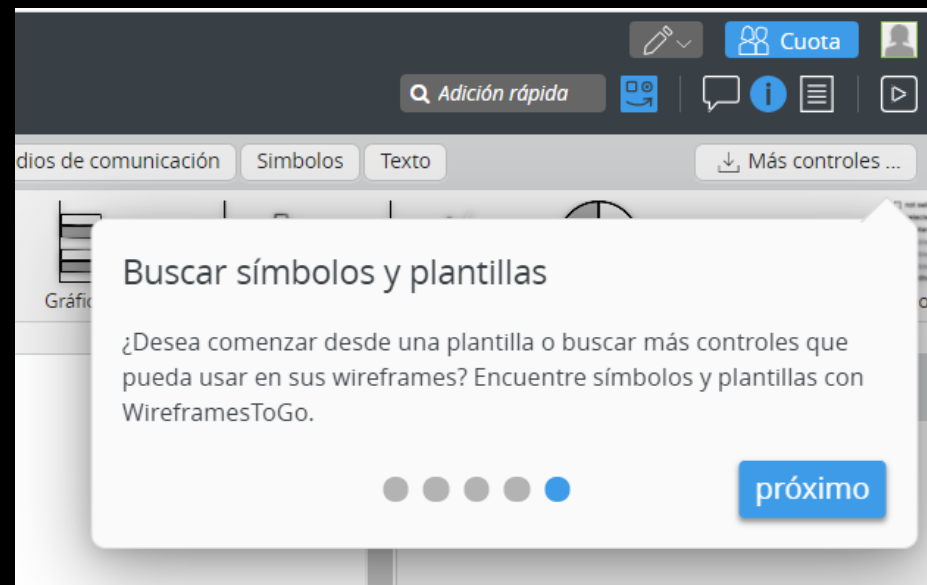 Cuota
Adición rápida
dios de comunicación
Simbolos
Texto
Más controles ...
Gráfic
Buscar símbolos y plantillas
¿Desea comenzar desde una plantilla o buscar más controles que
pueda usar en sus wireframes? Encuentre símbolos y plantillas con
WireframesToGo.
próximo